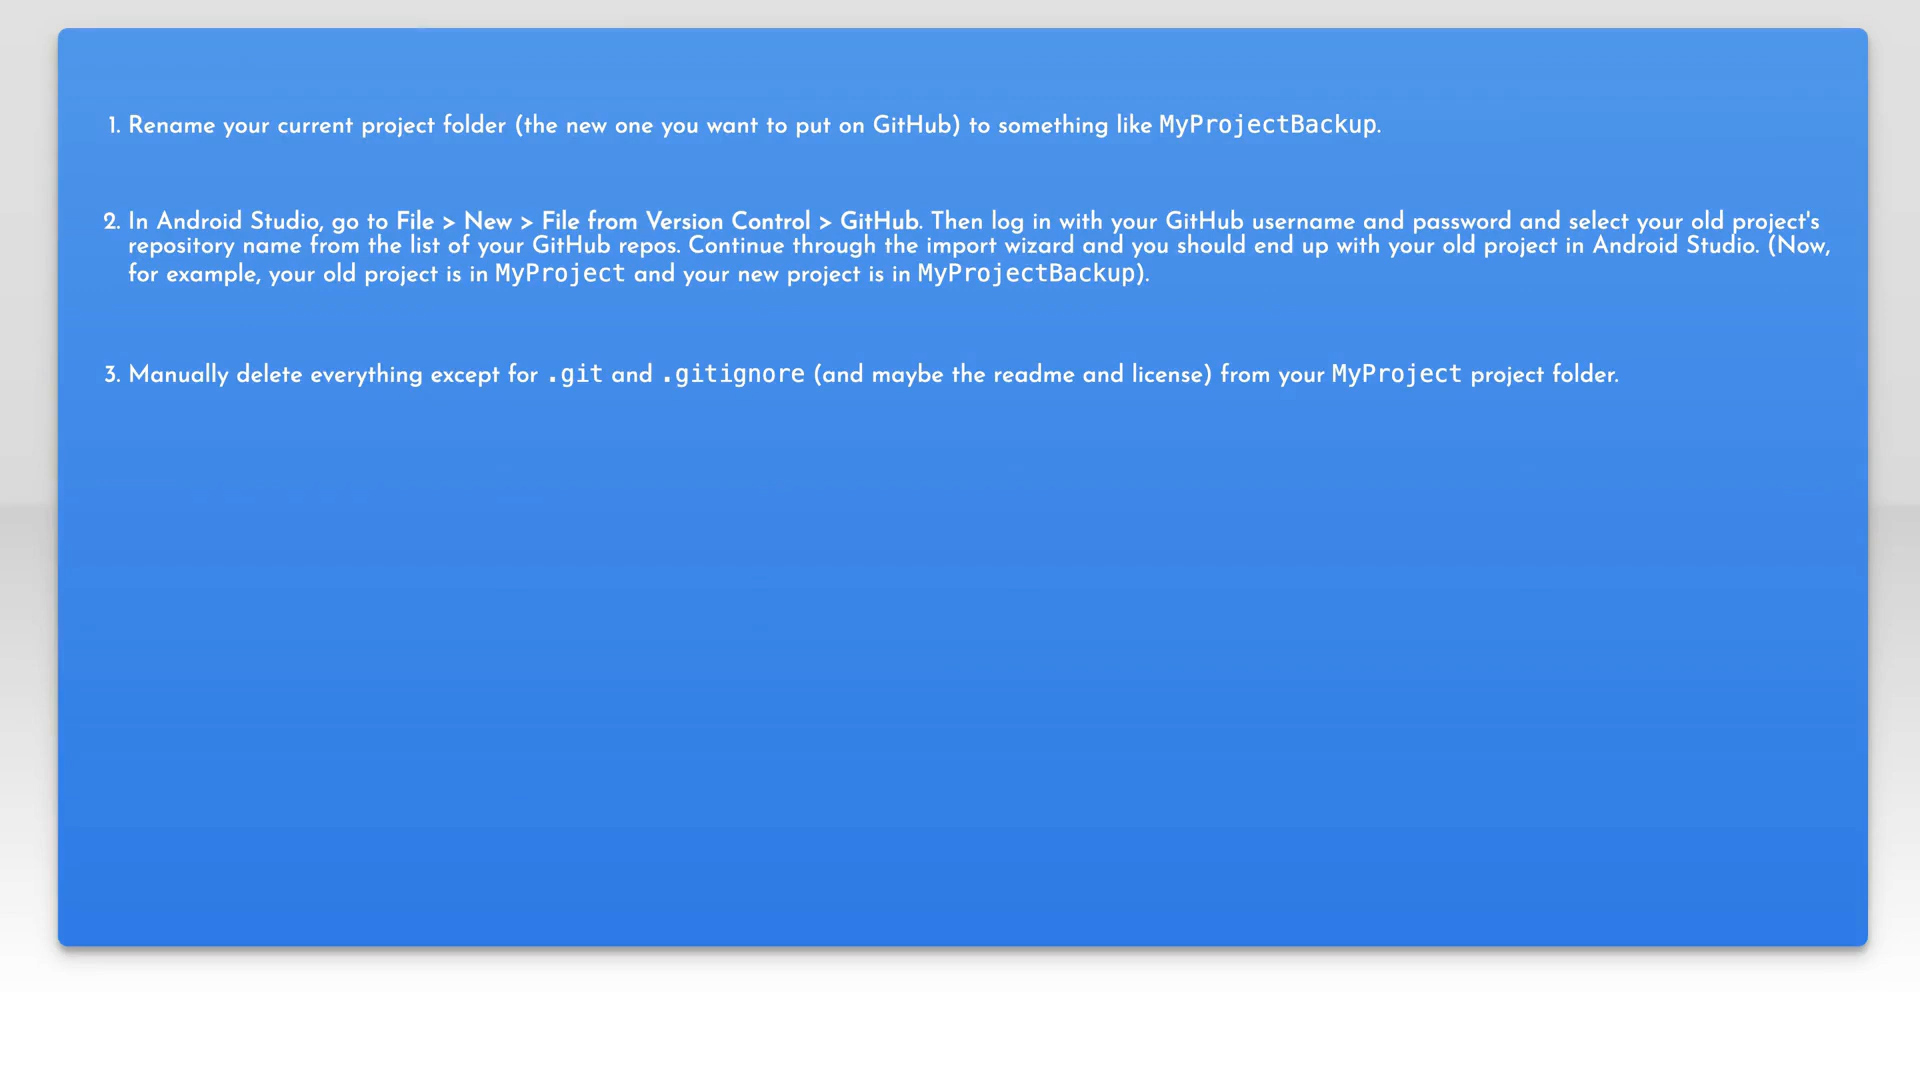 1. Rename your current project folder (the new one you want to put on GitHub) to something like MyProjectBackup.
2. In Android Studio, go to File > New > File from Version Control > GitHub. Then log in with your GitHub username and password and select your old project's
repository name from the list of your GitHub repos. Continue through the import wizard and you should end up with your old project in Android Studio. (Now,
for example, your old project is in MyProject and your new project is in MyProjectBackup).
3. Manually delete everything except for .git and .gitignore (and maybe the readme and license) from your MyProject project folder.